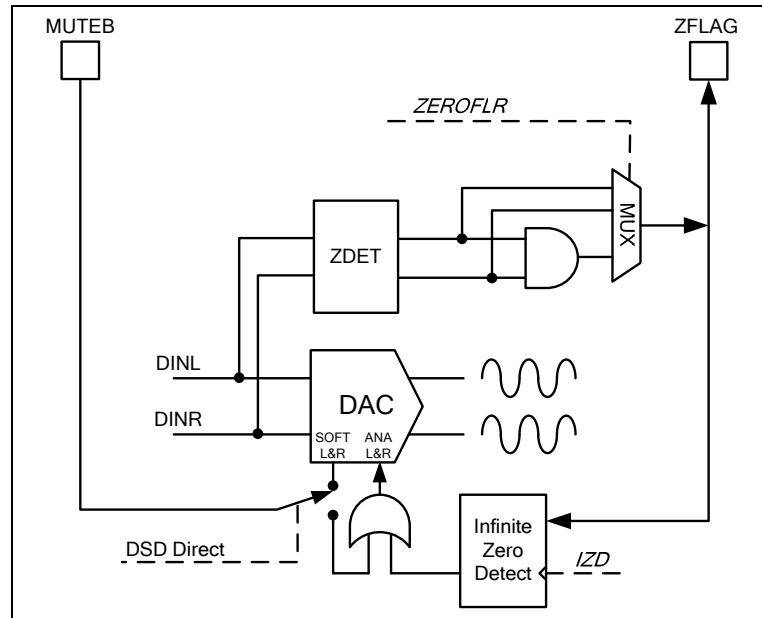 MUTEB
ZFLAG
ZEROFLR
MUX
ZDET
DINL
DAC
DINR
SOFT
L&R
ANA
L&R
Infinite
Zero
Detect
DSD Direct
IZD